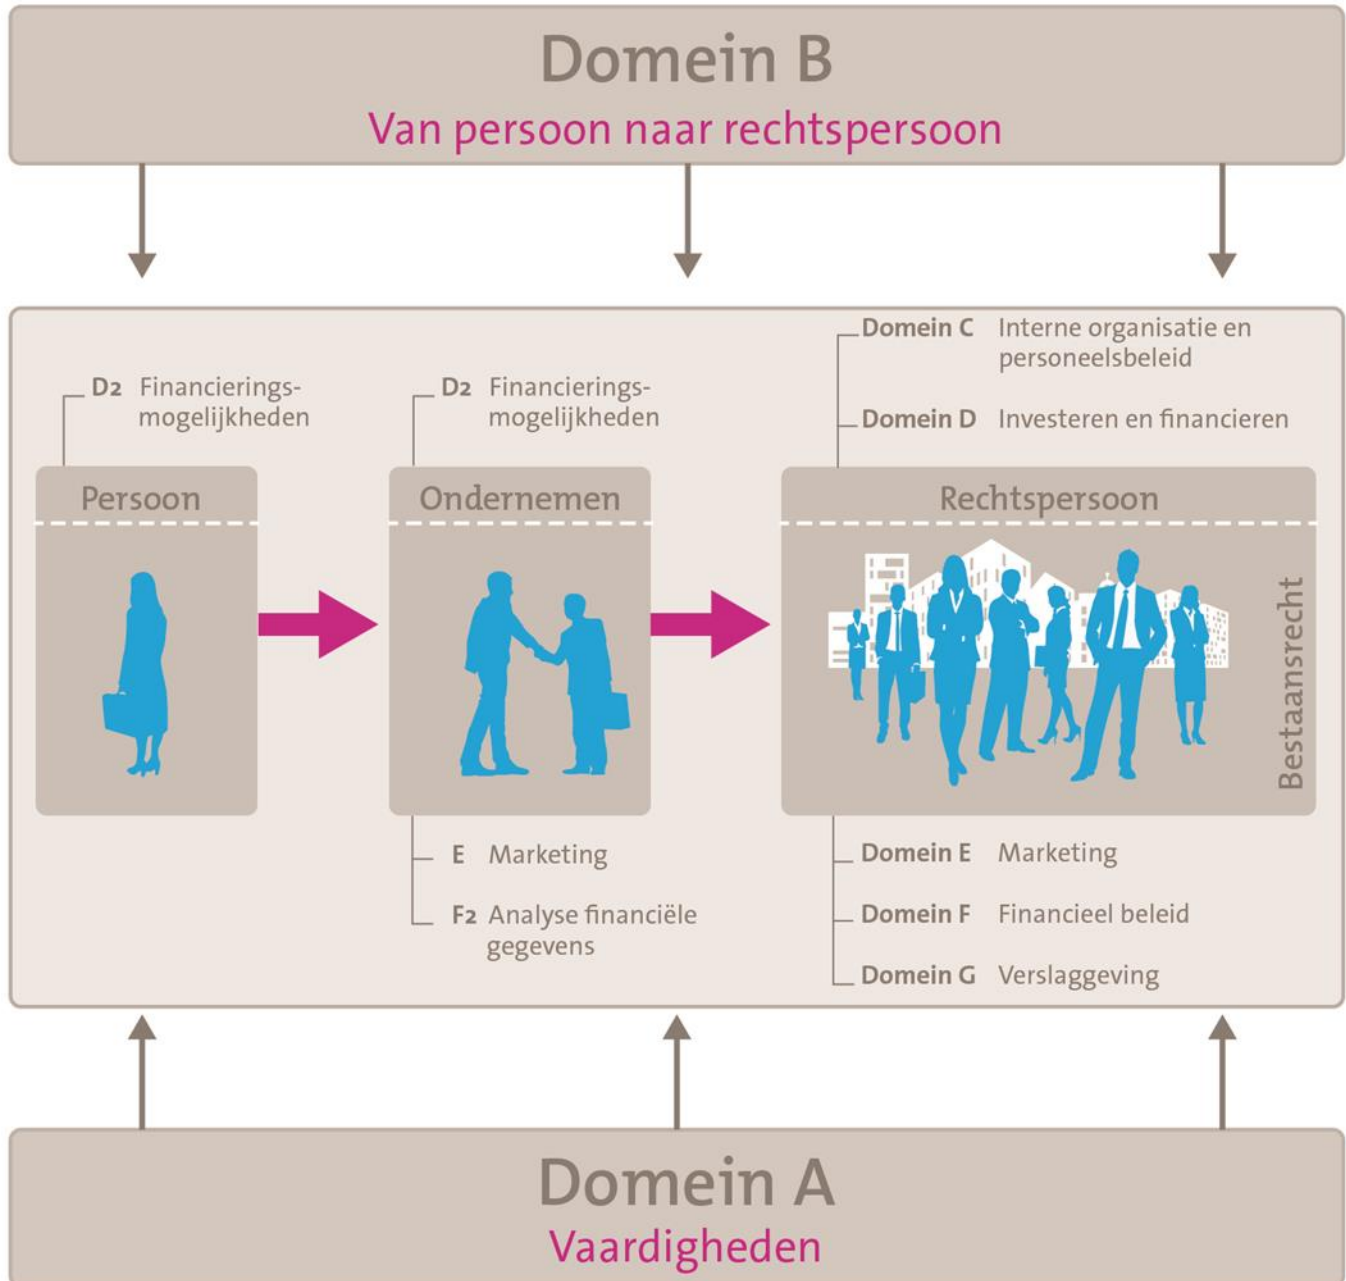 Domein B
Van persoon naar rechtspersoon
D2 Financierings-
mogelijkheden
D2 Financierings-
mogelijkheden
Domein C Interne organisatie en
personeelsbeleid
Domein D Investeren en financieren
Persoon
Ondernemen
Rechtspersoon
Bestaansrecht
E Marketing
F2 Analyse financiële
gegevens
Domein E Marketing
Domein F Financieel beleid
Domein G Verslaggeving
Domein A
Vaardigheden